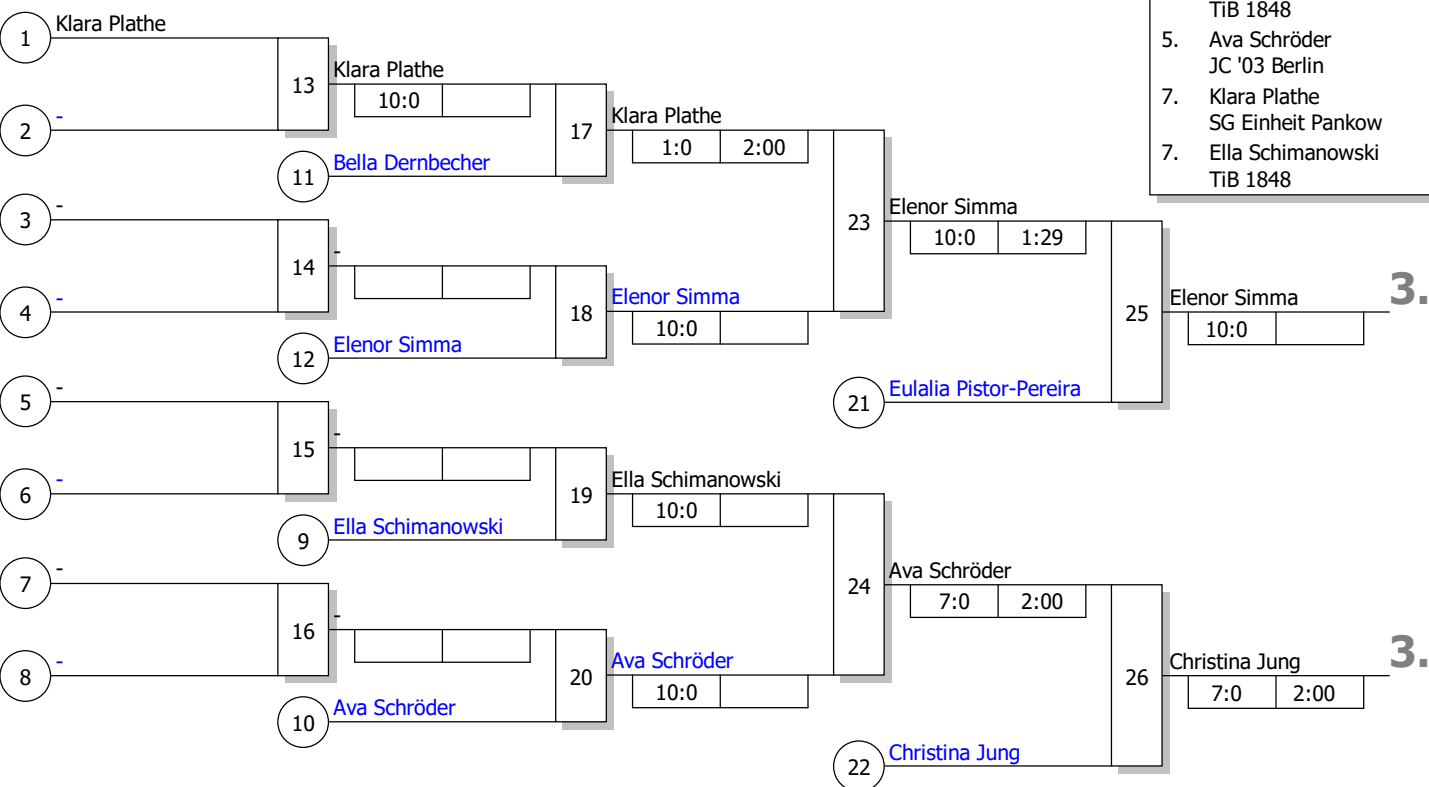 TiB 1848
5. Ava Schröder
JC '03 Berlin
7. Klara Plathe
SG Einheit Pankow
7. Ella Schimanowski
TiB 1848
1 Klara Plathe
13 Klara Plathe
10:0
2 -
17 Klara Plathe
1:0 2:00
11 Bella Dernbecher
3 -
23 Elenor Simma
10:0 1:29
14 -
4 -
18 Elenor Simma
10:0
12 Elenor Simma
25 Elenor Simma 3.
10:0
5 -
21 Eulalia Pistor-Pereira
15 -
6 -
19 Ella Schimanowski
10:0
9 Ella Schimanowski
7 -
24 Ava Schröder
7:0 2:00
16 -
8 -
20 Ava Schröder
10:0
10 Ava Schröder
26 Christina Jung 3.
7:0 2:00
22 Christina Jung